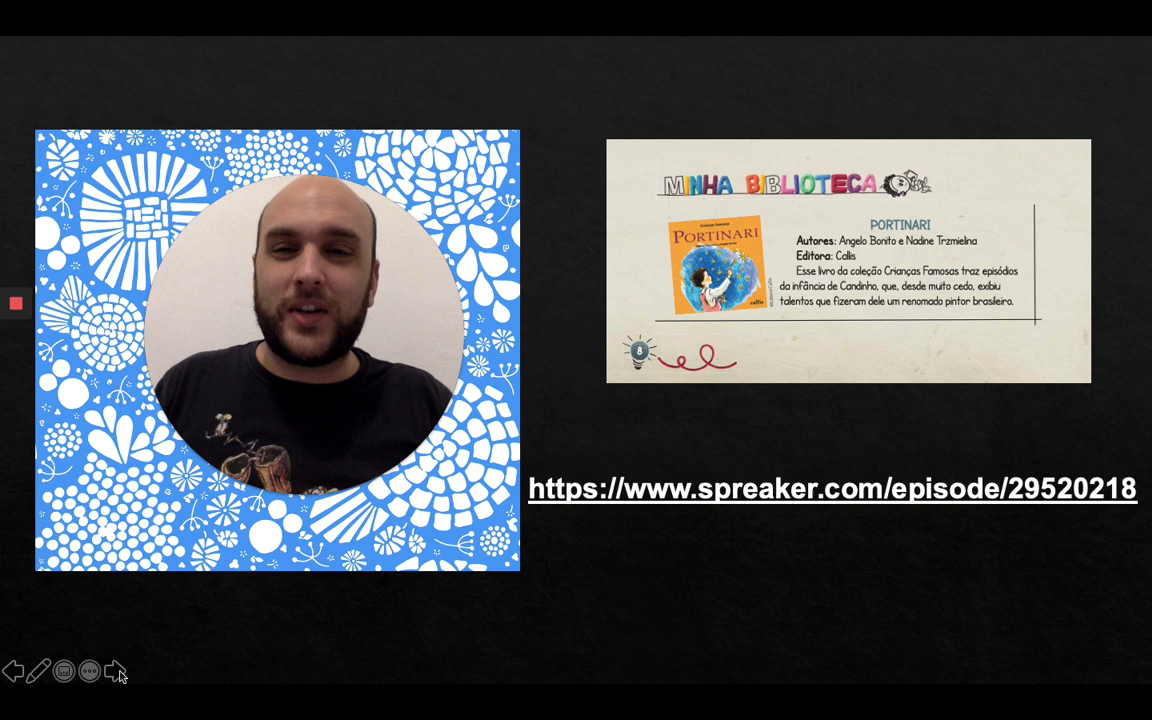 MINHA BIBLIOTECA
PORTINARI
PORTINARI
Autores: Angelo Bonito e Nadine Trzmielina
Editora: Callis
Esse livro da coleção Crianças Famosas traz episódios
da infância de Candinho, que, desde muito cedo, exibiu
talentos que fizeram dele um renomado pintor brasileiro.
callis
8
https://www.spreaker.com/episode/29520218